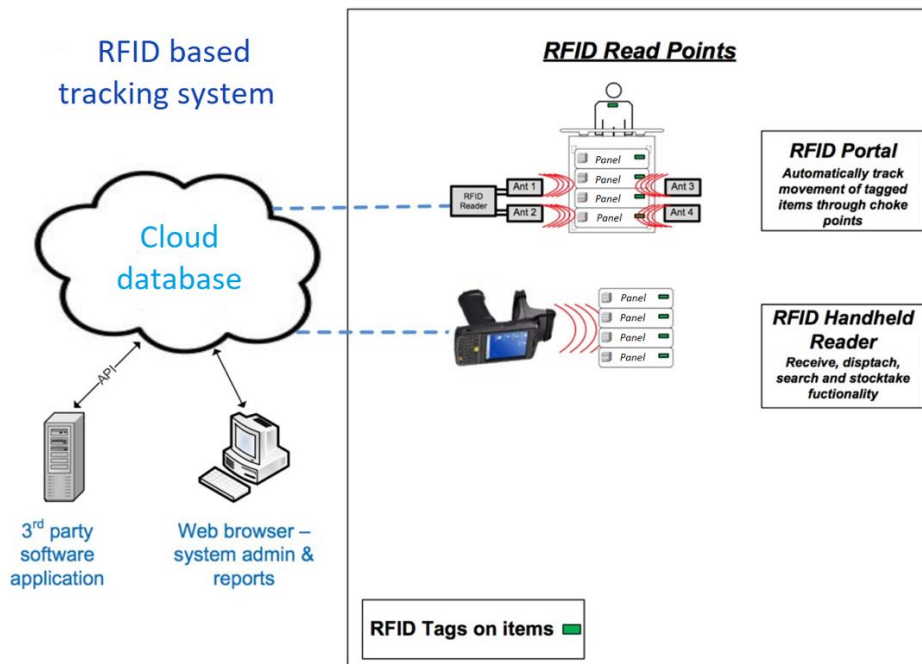 RFID based
tracking system
Cloud
database
API
3rd party
software
application
Web browser –
system admin &
reports
RFID Read Points
Panel
Panel
Panel
Panel
RFID
Reader
Ant 1
Ant 2
Ant 3
Ant 4
RFID Portal
Automatically track
movement of tagged
items through choke
points
Panel
Panel
Panel
Panel
RFID Handheld
Reader
Receive, disptach,
search and stocktake
fuctionality
RFID Tags on items